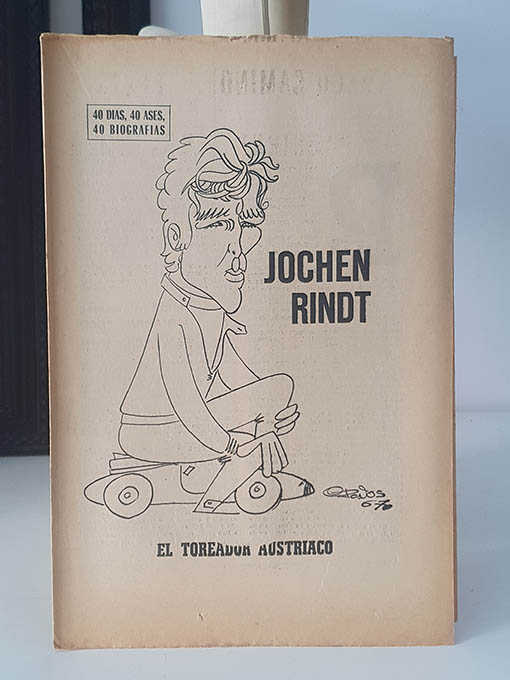 40 DIAS, 40 ASES,
40 BIOGRAFIAS
JOCHEN
RINDT
EL TOREADOR AUSTRIACO